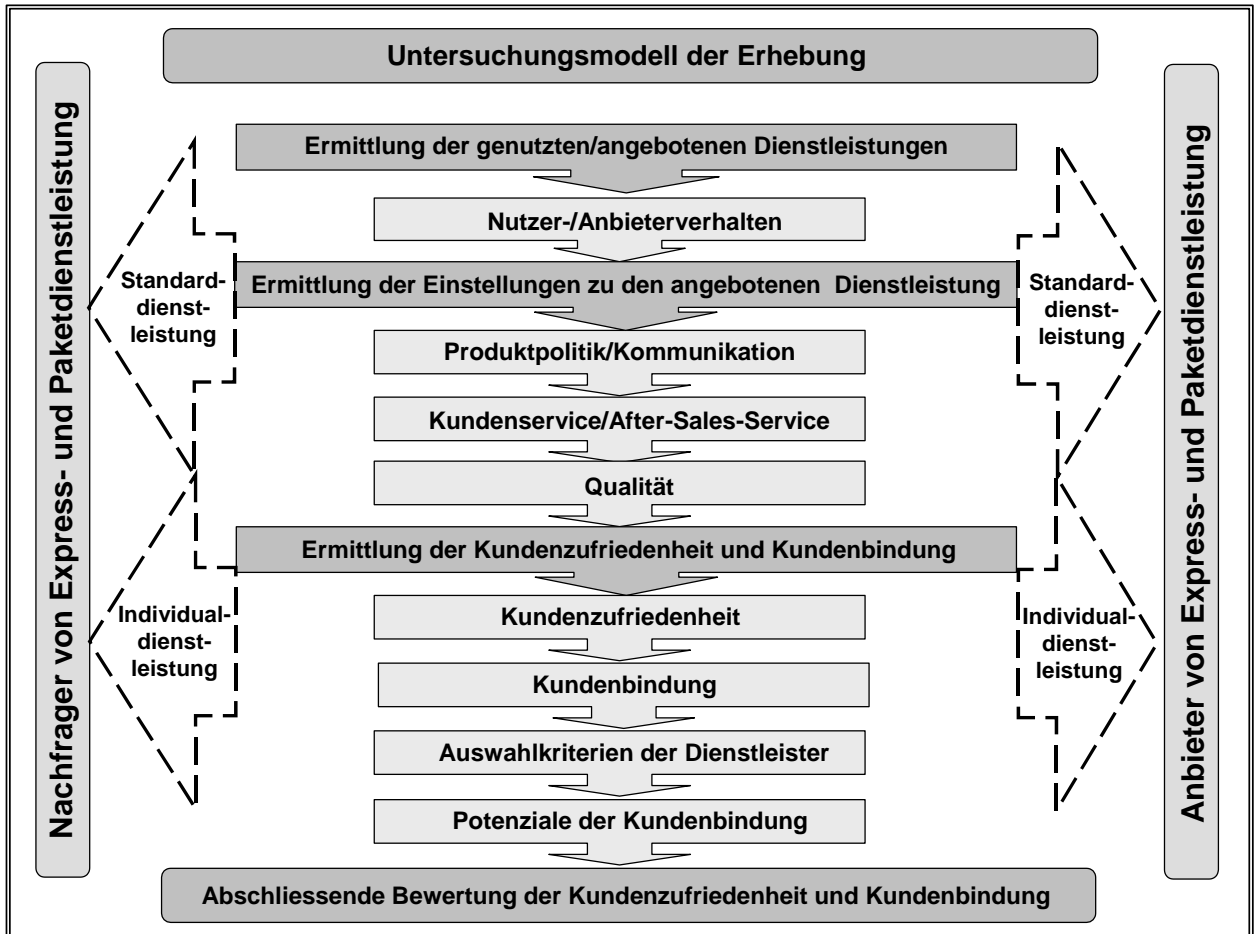 Untersuchungsmodell der Erhebung
Nachfrager von Express- und Paketdienstleistung
Ermittlung der genutzten/angebotenen Dienstleistungen
Nutzer-/Anbieterverhalten
Standard-
dienst-
leistung
Ermittlung der Einstellungen zu den angebotenen Dienstleistung
Standard-
dienst-
leistung
Produktpolitik/Kommunikation
Kundenservice/After-Sales-Service
Qualität
Ermittlung der Kundenzufriedenheit und Kundenbindung
Individual-
dienst-
leistung
Kundenzufriedenheit
Kundenbindung
Individual-
dienst-
leistung
Auswahlkriterien der Dienstleister
Potenziale der Kundenbindung
Abschliessende Bewertung der Kundenzufriedenheit und Kundenbindung
Anbieter von Express- und Paketdienstleistung